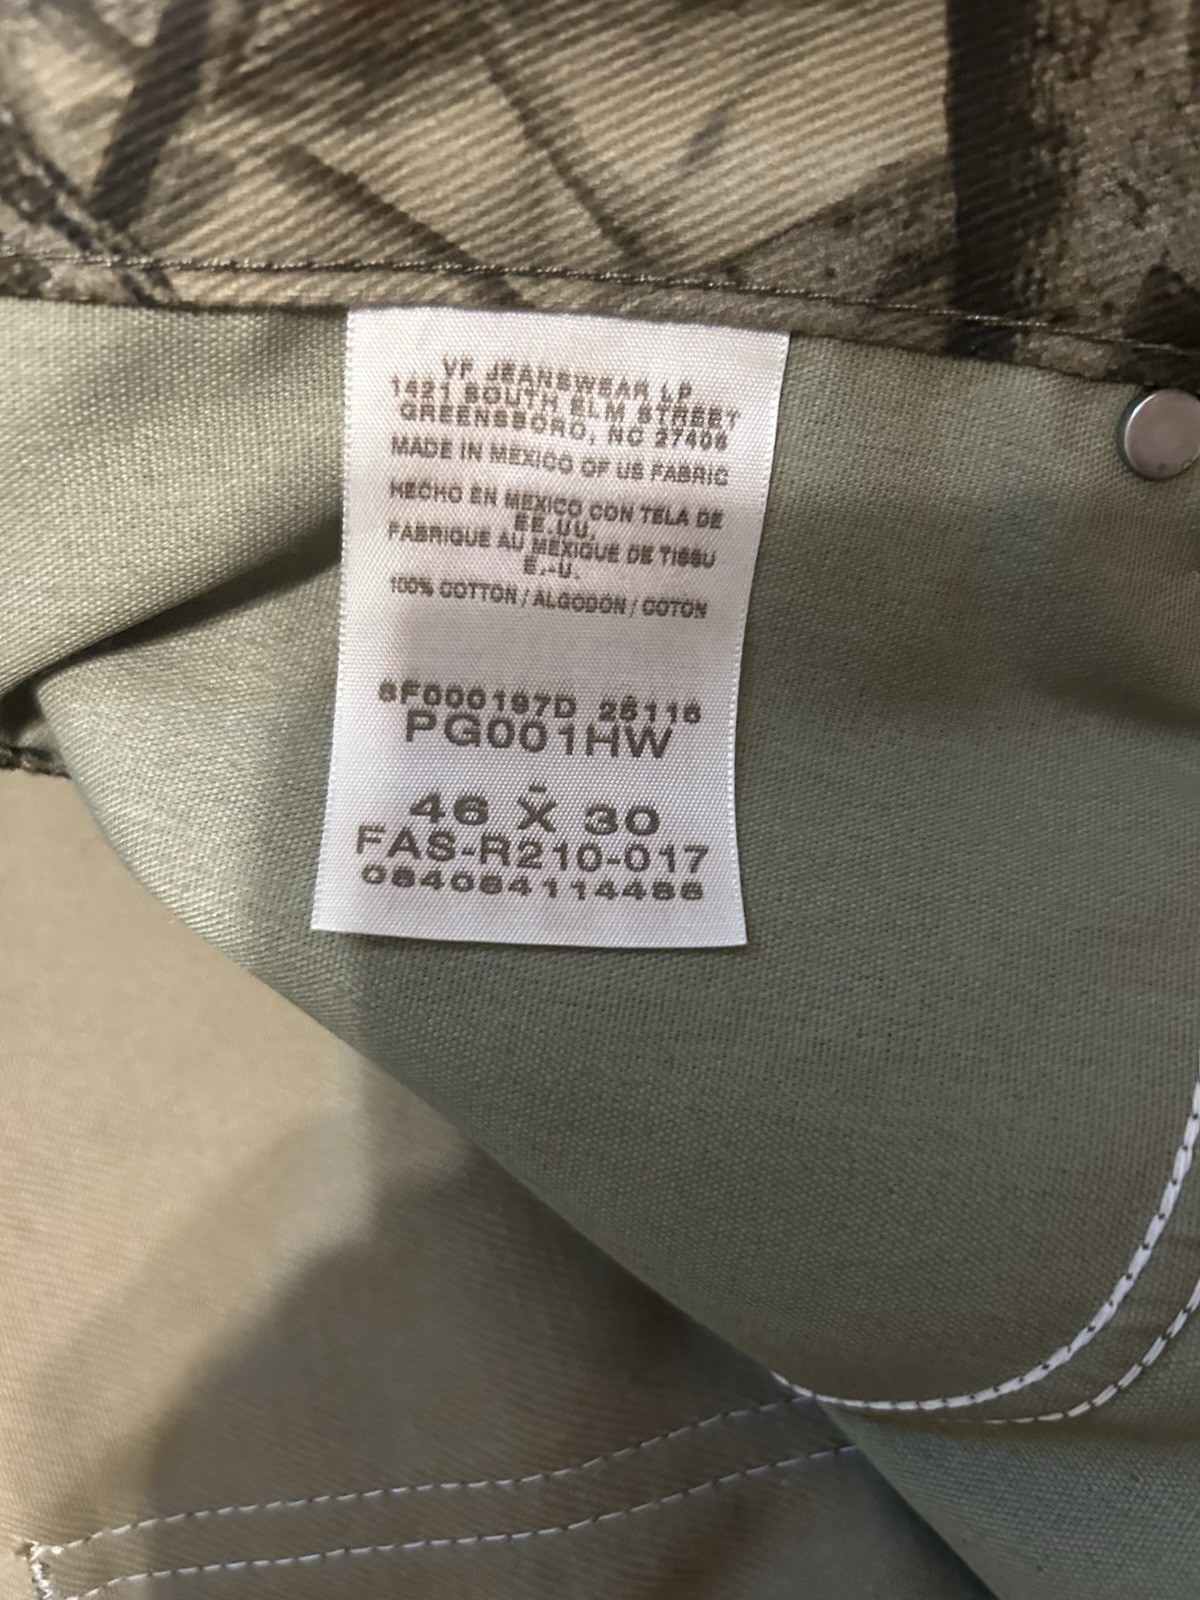 VF JEANSWEAR LP
1421 SOUTH ELM STREET
GREENSBORO, NC 27406
MADE IN MEXICO OF US FABRIC
HECHO EN MEXICO CON TELA DE
EE.UU.
FABRIQUE AU MEXIQUE DE TISSU
E.-U.
100% COTTON / ALGODÓN / COTON
PG001HW
46 X 30
FAS-R210-017